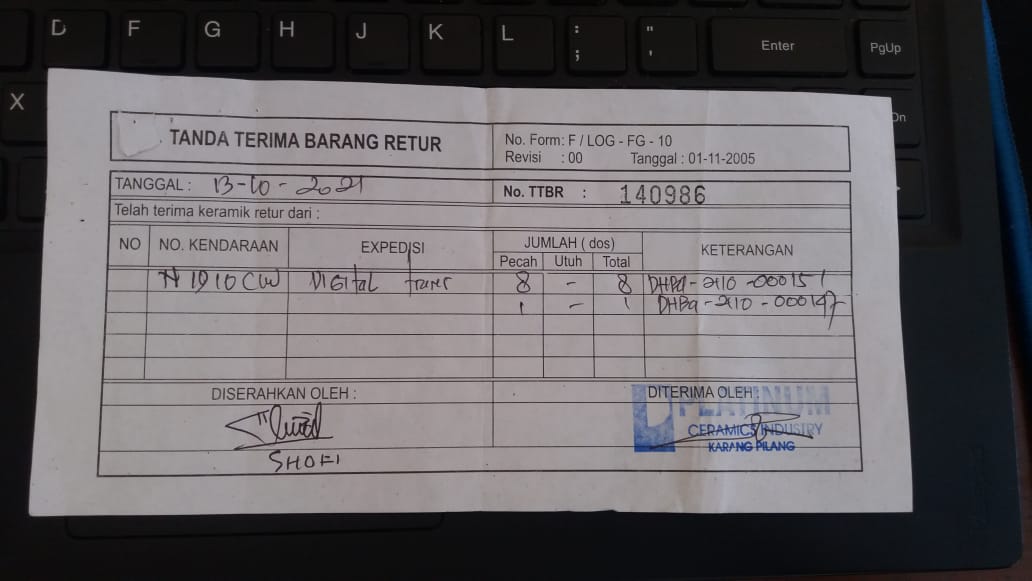 D F G H J K L : ; " ' Enter PgUp
X
TANDA TERIMA BARANG RETUR
No. Form: F / LOG - FG - 10
Revisi : 00 Tanggal : 01-11-2005
TANGGAL : 13-10-2021
No. TTBR : 140986
Telah terima keramik retur dari :
NO NO. KENDARAAN EXPEDISI JUMLAH ( dos) KETERANGAN
Pecah Utuh Total
N 1910 CW DIGItal trans 8 - 8 DHPa-2110-000151
1 - 1 DHPa-2110-000147
DISERAHKAN OLEH : DITERIMA OLEH :
PLATINUM
CERAMICS INDUSTRY
KARANG PILANG
SHOFI